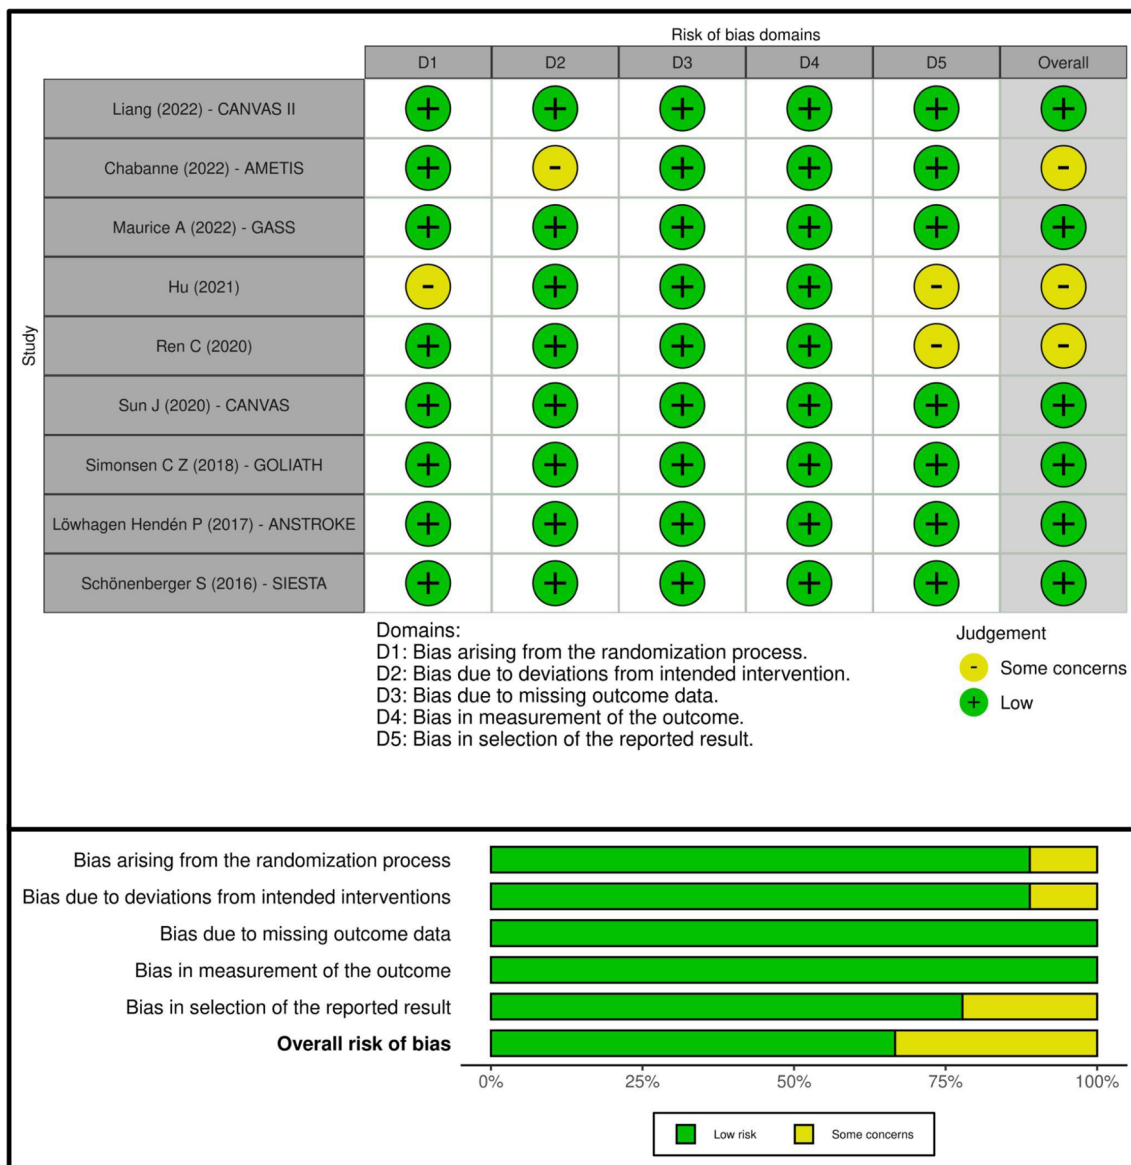 Risk of bias domains
D1 D2 D3 D4 D5 Overall
Study
Liang (2022) - CANVAS II + + + + + +
Chabanne (2022) - AMETIS + - + + + -
Maurice A (2022) - GASS + + + + + +
Hu (2021) - + + + - -
Ren C (2020) + + + + - -
Sun J (2020) - CANVAS + + + + + +
Simonsen C Z (2018) - GOLIATH + + + + + +
Löwhagen Hendén P (2017) - ANSTROKE + + + + + +
Schönenberger S (2016) - SIESTA + + + + + +
Domains:
D1: Bias arising from the randomization process.
D2: Bias due to deviations from intended intervention.
D3: Bias due to missing outcome data.
D4: Bias in measurement of the outcome.
D5: Bias in selection of the reported result.
Judgement
- Some concerns
+ Low
Bias arising from the randomization process
Bias due to deviations from intended interventions
Bias due to missing outcome data
Bias in measurement of the outcome
Bias in selection of the reported result
Overall risk of bias
0% 25% 50% 75% 100%
Low risk Some concerns